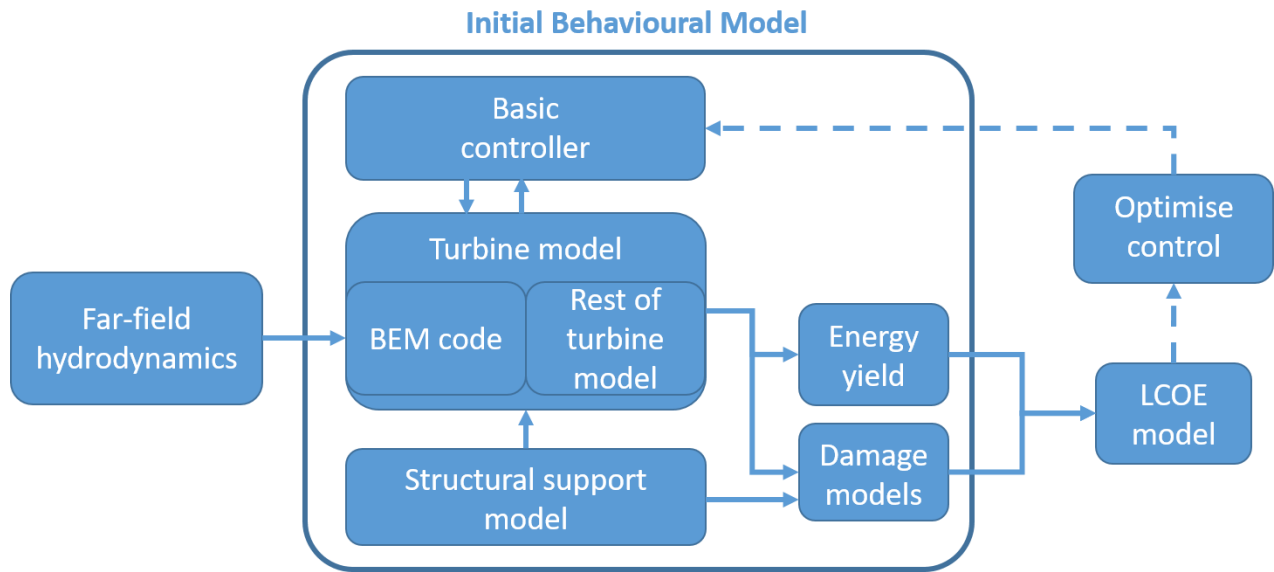 Initial Behavioural Model
Basic
controller
Turbine model
BEM code
Rest of
turbine
model
Far-field
hydrodynamics
Structural support
model
Energy
yield
Damage
models
LCOE
model
Optimise
control